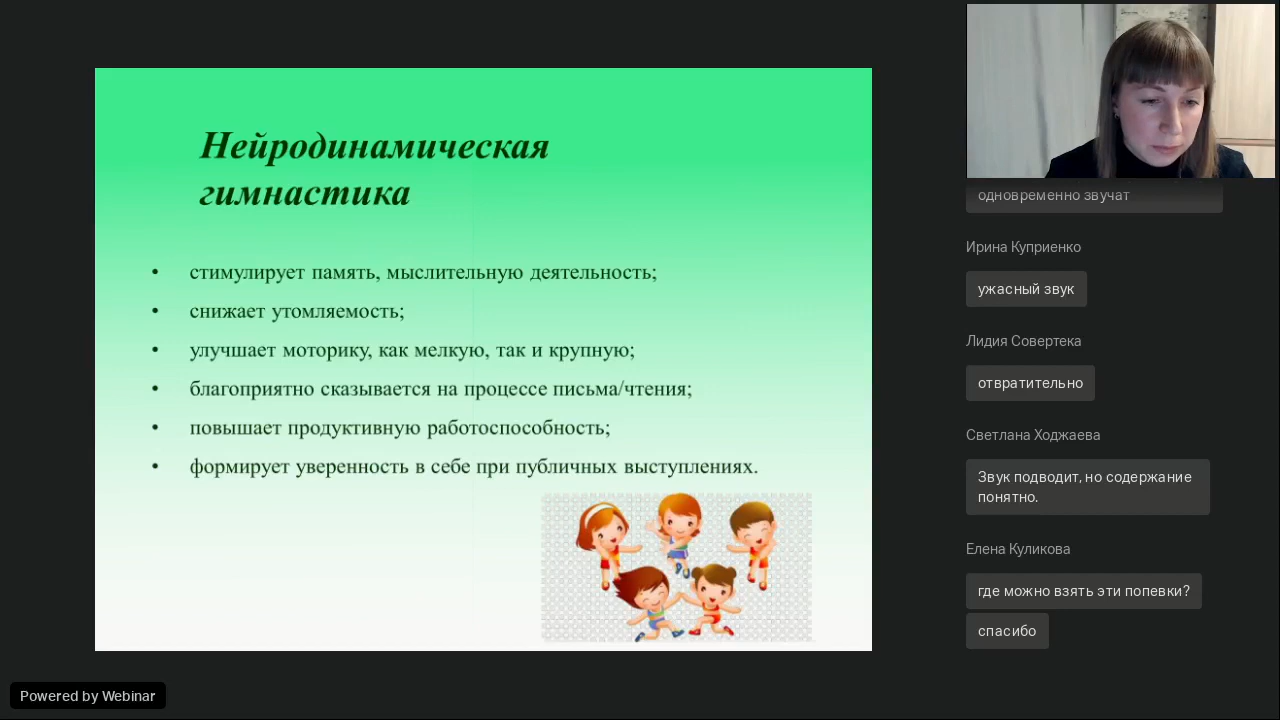 Нейродинамическая
гимнастика
• стимулирует память, мыслительную деятельность;
• снижает утомляемость;
• улучшает моторику, как мелкую, так и крупную;
• благоприятно сказывается на процессе письма/чтения;
• повышает продуктивную работоспособность;
• формирует уверенность в себе при публичных выступлениях.
одновременно звучат
Ирина Куприенко
ужасный звук
Лидия Совертека
отвратительно
Светлана Ходжаева
Звук подводит, но содержание
понятно.
Елена Куликова
где можно взять эти попевки?
спасибо
Powered by Webinar